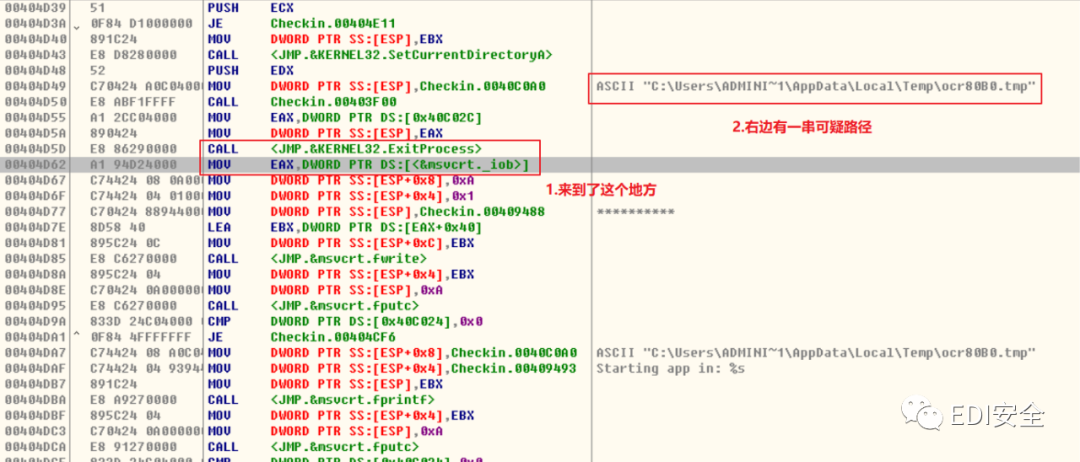 00404D39 51 PUSH ECX
00404D3A 0F84 D1000000 JE Checkin.00404E11
00404D40 891C24 MOV DWORD PTR SS:[ESP],EBX
00404D43 E8 D8280000 CALL <JMP.&KERNEL32.SetCurrentDirectoryA>
00404D48 52 PUSH EDX
00404D49 C70424 A0C04000 MOV DWORD PTR SS:[ESP],Checkin.0040C0A0 ASCII "C:\Users\ADMINI~1\AppData\Local\Temp\ocr80B0.tmp"
00404D50 E8 ABF1FFFF CALL Checkin.00403F00
00404D55 A1 2CC04000 MOV EAX,DWORD PTR DS:[0x40C02C]
2.右边有一串可疑路径
00404D5A 890424 MOV DWORD PTR SS:[ESP],EAX
00404D5D E8 86290000 CALL <JMP.&KERNEL32.ExitProcess>
00404D62 A1 94D24000 MOV EAX,DWORD PTR DS:[<&msvcrt._iob>]
00404D67 C74424 08 0A00 MOV DWORD PTR SS:[ESP+0x8],0xA
1.来到了这个地方
00404D6F C74424 04 0100 MOV DWORD PTR SS:[ESP+0x4],0x1
00404D77 C70424 88944000 MOV DWORD PTR SS:[ESP],Checkin.00409488 **********
00404D7E 8D58 40 LEA EBX,DWORD PTR DS:[EAX+0x40]
00404D81 895C24 0C MOV DWORD PTR SS:[ESP+0xC],EBX
00404D85 E8 C6270000 CALL <JMP.&msvcrt.fwrite>
00404D8A 895C24 04 MOV DWORD PTR SS:[ESP+0x4],EBX
00404D8E C70424 0A000000 MOV DWORD PTR SS:[ESP],0xA
00404D95 E8 C6270000 CALL <JMP.&msvcrt.fputc>
00404D9A 833D 24C04000 CMP DWORD PTR DS:[0x40C024],0x0
00404DA1 ^ 0F84 4FFFFFFF JE Checkin.00404CF6
00404DA7 C74424 08 A0C0 MOV DWORD PTR SS:[ESP+0x8],Checkin.0040C0A0 ASCII "C:\Users\ADMINI~1\AppData\Local\Temp\ocr80B0.tmp"
00404DAF C74424 04 9394 MOV DWORD PTR SS:[ESP+0x4],Checkin.00409493 Starting app in: %s
00404DB7 891C24 MOV DWORD PTR SS:[ESP],EBX
00404DBA E8 A9270000 CALL <JMP.&msvcrt.fprintf>
00404DBF 895C24 04 MOV DWORD PTR SS:[ESP+0x4],EBX
00404DC3 C70424 0A000000 MOV DWORD PTR SS:[ESP],0xA
00404DCA E8 91270000 CALL <JMP.&msvcrt.fputc>
EDI安全